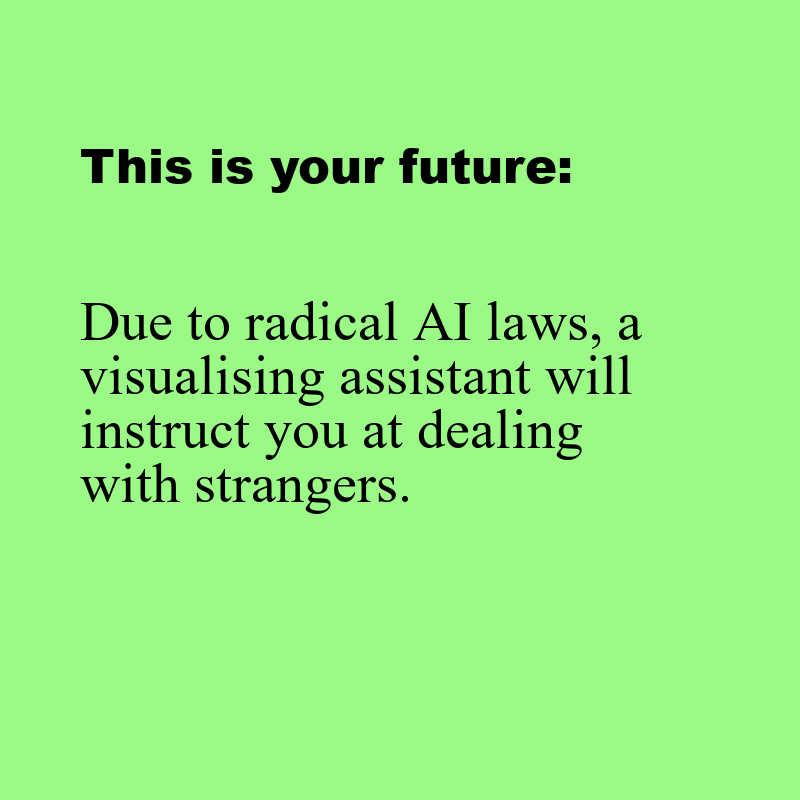 This is your future:
Due to radical AI laws, a
visualising assistant will
instruct you at dealing
with strangers.